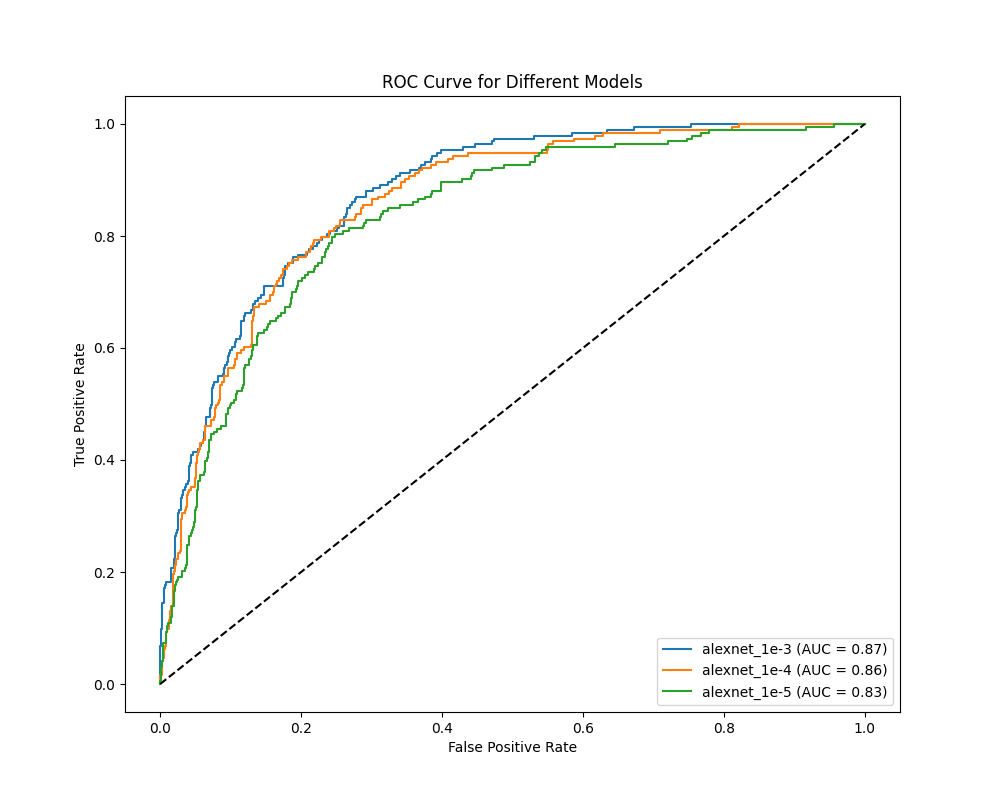 ROC Curve for Different Models
True Positive Rate
1.0
0.8
0.6
0.4
0.2
0.0
0.0 0.2 0.4 0.6 0.8 1.0
False Positive Rate
alexnet_1e-3 (AUC = 0.87)
alexnet_1e-4 (AUC = 0.86)
alexnet_1e-5 (AUC = 0.83)